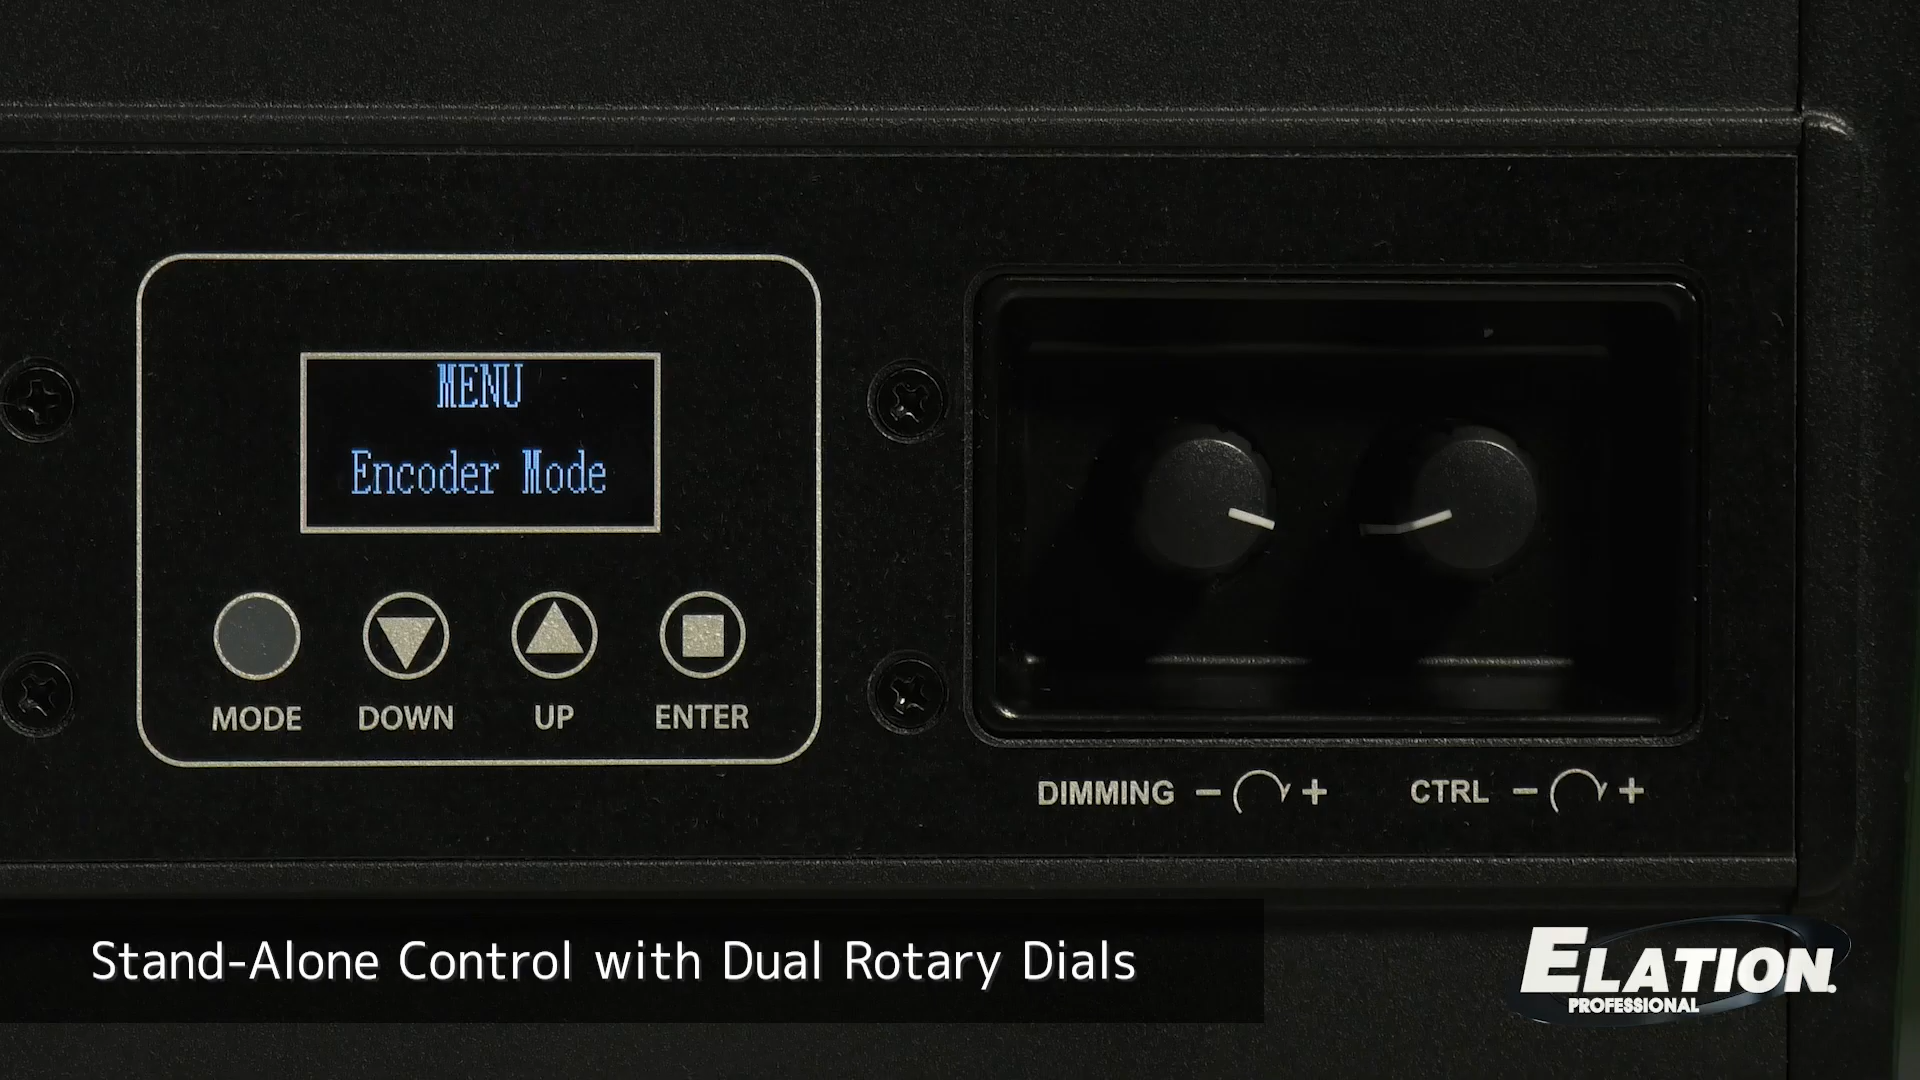 MENU
Encoder Mode
MODE DOWN UP ENTER
DIMMING − + CTRL − +
Stand-Alone Control with Dual Rotary Dials
ELATION®
PROFESSIONAL